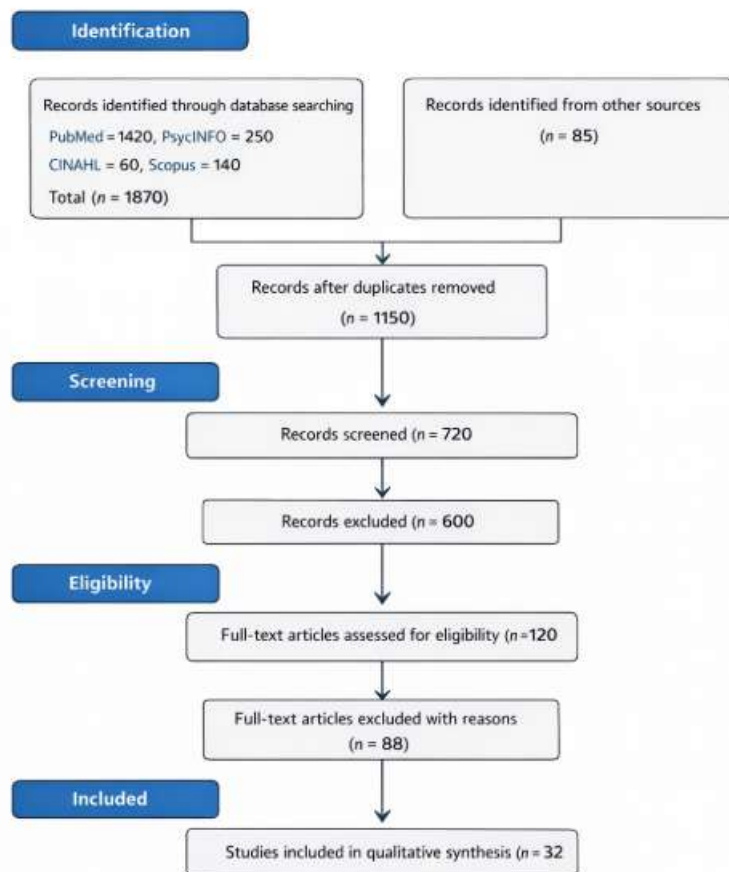 Identification
Records identified through database searching
PubMed = 1420, PsycINFO = 250
CINAHL = 60, Scopus = 140
Total (n = 1870)
Records identified from other sources
(n = 85)
Records after duplicates removed
(n = 1150)
Screening
Records screened (n = 720
Records excluded (n = 600
Eligibility
Full-text articles assessed for eligibility (n =120
Full-text articles excluded with reasons
(n = 88)
Included
Studies included in qualitative synthesis (n = 32